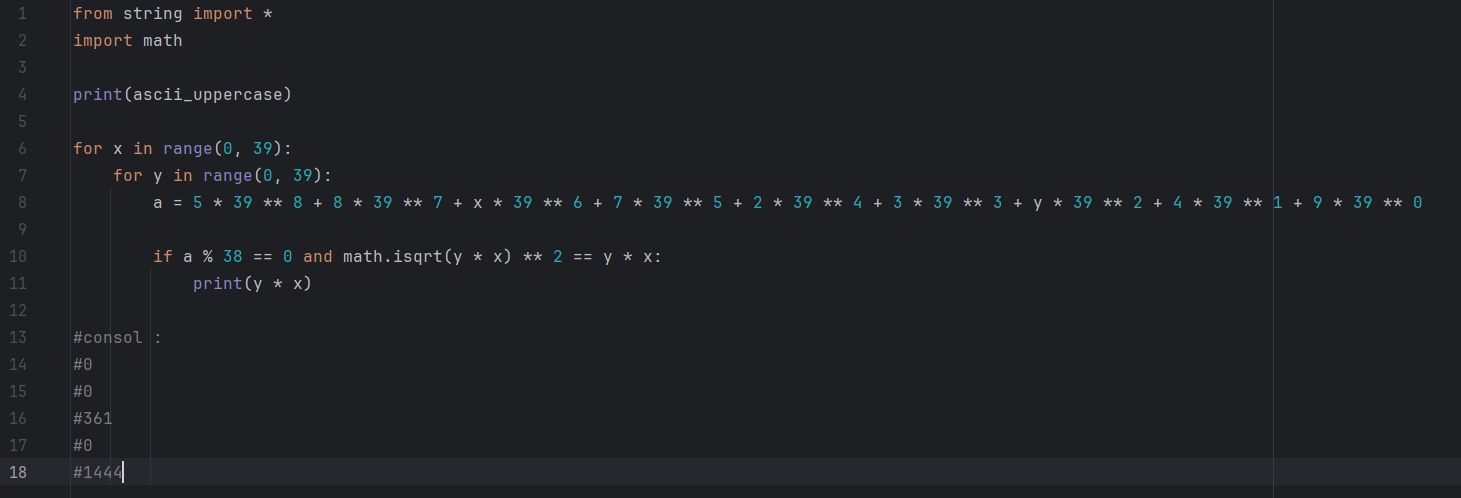 1 from string import *
2 import math
3
4 print(ascii_uppercase)
5
6 for x in range(0, 39):
7     for y in range(0, 39):
8         a = 5 * 39 ** 8 + 8 * 39 ** 7 + x * 39 ** 6 + 7 * 39 ** 5 + 2 * 39 ** 4 + 3 * 39 ** 3 + y * 39 ** 2 + 4 * 39 ** 1 + 9 * 39 ** 0
9
10         if a % 38 == 0 and math.isqrt(y * x) ** 2 == y * x:
11             print(y * x)
12
13 #consol :
14 #0
15 #0
16 #361
17 #0
18 #1444